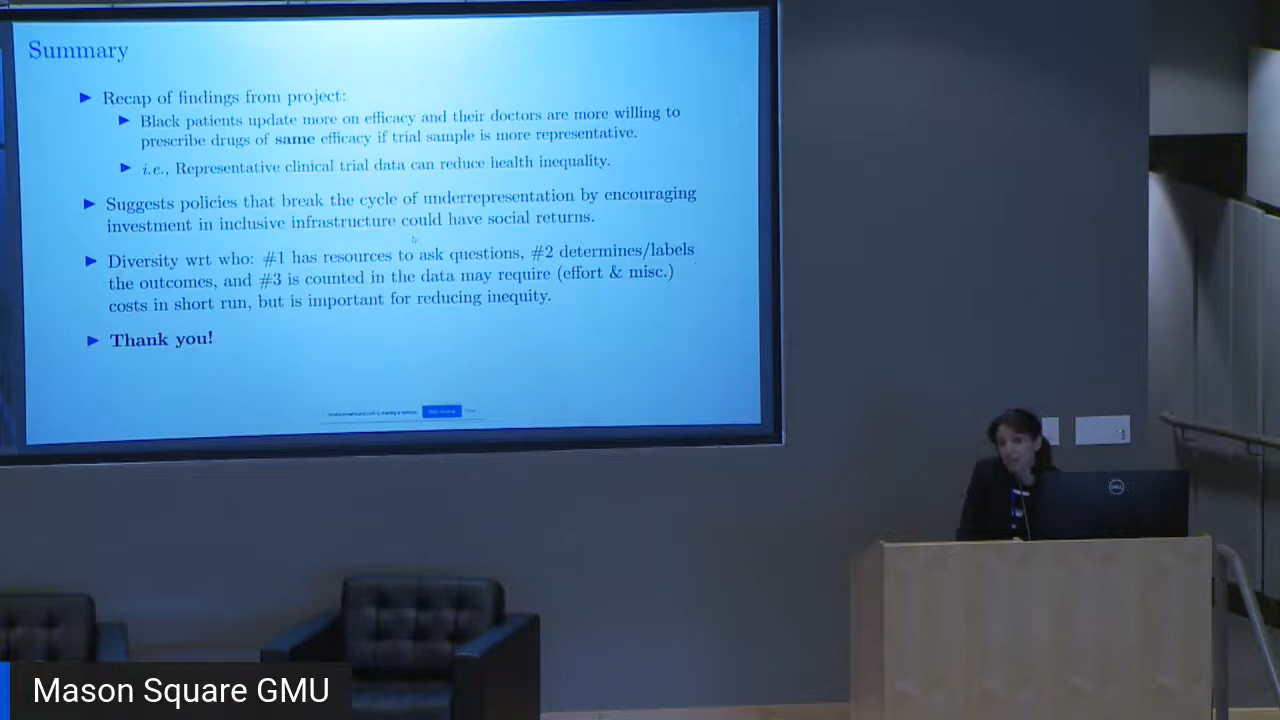 Summary
► Recap of findings from project:
► Black patients update more on efficacy and their doctors are more willing to
prescribe drugs of same efficacy if trial sample is more representative.
► i.e., Representative clinical trial data can reduce health inequality.
► Suggests policies that break the cycle of underrepresentation by encouraging
investment in inclusive infrastructure could have social returns.
► Diversity wrt who: #1 has resources to ask questions, #2 determines/labels
the outcomes, and #3 is counted in the data may require (effort & misc.)
costs in short run, but is important for reducing inequity.
► Thank you!
DELL
Mason Square GMU